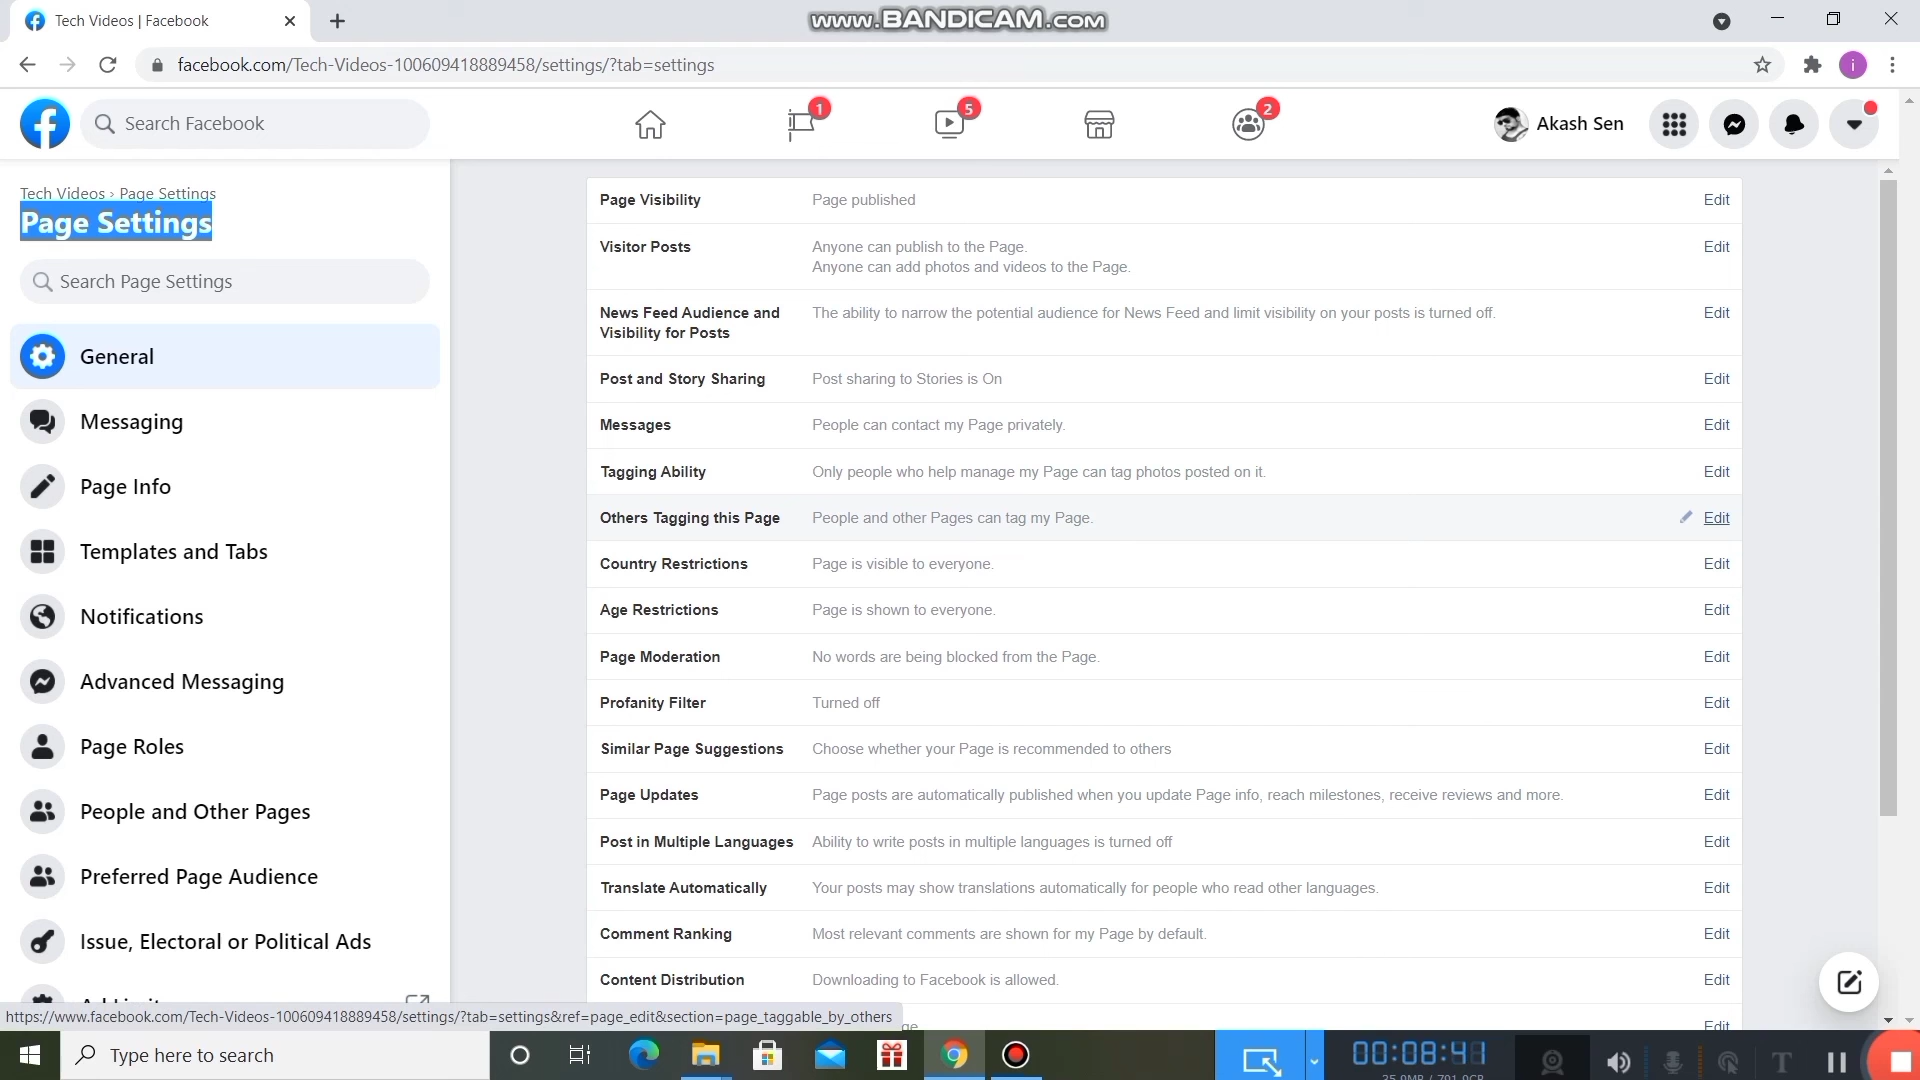 Tech Videos | Facebook
www.BANDICAM.com
facebook.com/Tech-Videos-100609418889458/settings/?tab=settings
i
Search Facebook
1
5
2
Akash Sen
Tech Videos › Page Settings
Page Settings
Search Page Settings
General
Messaging
Page Info
Templates and Tabs
Notifications
Advanced Messaging
Page Roles
People and Other Pages
Preferred Page Audience
Issue, Electoral or Political Ads
Page Visibility Page published Edit
Visitor Posts Anyone can publish to the Page. Edit
Anyone can add photos and videos to the Page.
News Feed Audience and The ability to narrow the potential audience for News Feed and limit visibility on your posts is turned off. Edit
Visibility for Posts
Post and Story Sharing Post sharing to Stories is On Edit
Messages People can contact my Page privately. Edit
Tagging Ability Only people who help manage my Page can tag photos posted on it. Edit
Others Tagging this Page People and other Pages can tag my Page. Edit
Country Restrictions Page is visible to everyone. Edit
Age Restrictions Page is shown to everyone. Edit
Page Moderation No words are being blocked from the Page. Edit
Profanity Filter Turned off Edit
Similar Page Suggestions Choose whether your Page is recommended to others Edit
Page Updates Page posts are automatically published when you update Page info, reach milestones, receive reviews and more. Edit
Post in Multiple Languages Ability to write posts in multiple languages is turned off Edit
Translate Automatically Your posts may show translations automatically for people who read other languages. Edit
Comment Ranking Most relevant comments are shown for my Page by default. Edit
Content Distribution Downloading to Facebook is allowed. Edit
Edit
https://www.facebook.com/Tech-Videos-100609418889458/settings/?tab=settings&ref=page_edit&section=page_taggable_by_others
Type here to search
00:08:41
T